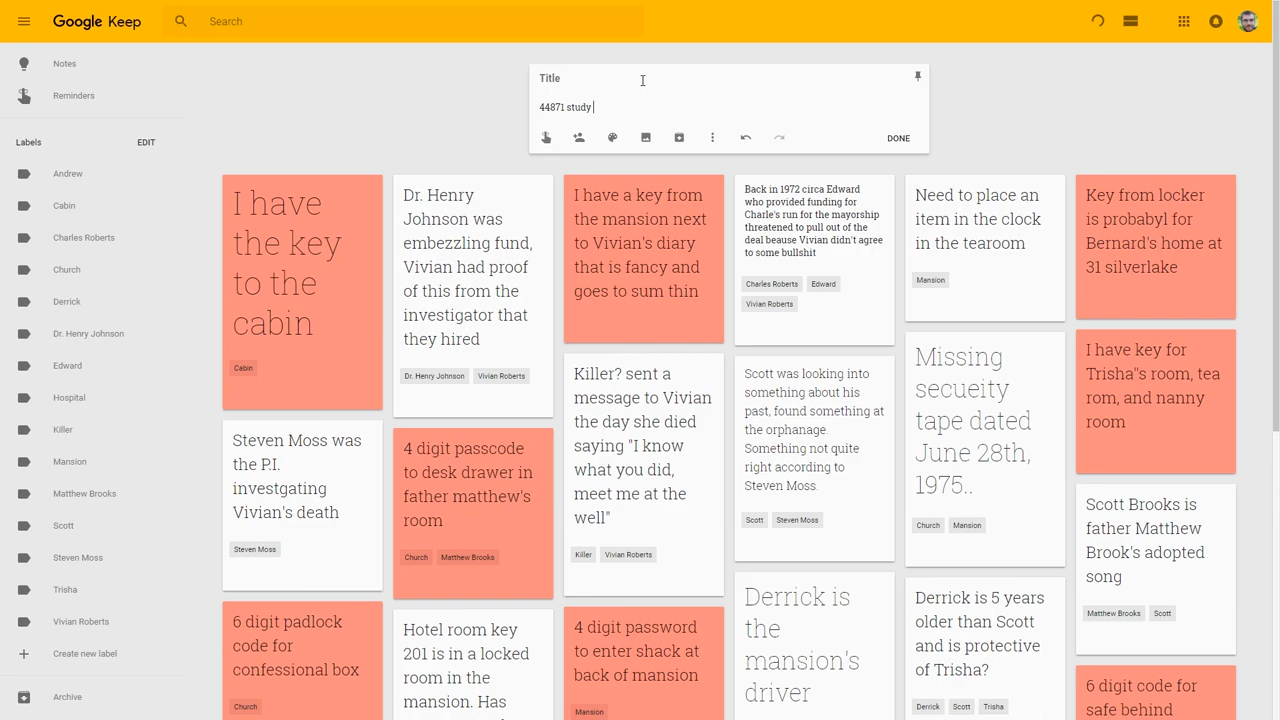 Google Keep
Search
Notes
Reminders
Labels
EDIT
Andrew
Cabin
Charles Roberts
Church
Derrick
Dr. Henry Johnson
Edward
Hospital
Killer
Mansion
Matthew Brooks
Scott
Steven Moss
Trisha
Vivian Roberts
Create new label
Archive
Title
44871 study
DONE
I have
the key
to the
cabin
Cabin
Steven Moss was
the P.I.
investgating
Vivian's death
Steven Moss
6 digit padlock
code for
confessional box
Church
Dr. Henry
Johnson was
embezzling fund,
Vivian had proof
of this from the
investigator that
they hired
Dr. Henry Johnson
Vivian Roberts
4 digit passcode
to desk drawer in
father matthew's
room
Church
Matthew Brooks
Hotel room key
201 is in a locked
room in the
mansion. Has
I have a key from
the mansion next
to Vivian's diary
that is fancy and
goes to sum thin
Killer? sent a
message to Vivian
the day she died
saying "I know
what you did,
meet me at the
well"
Killer
Vivian Roberts
4 digit password
to enter shack at
back of mansion
Mansion
Back in 1972 circa Edward
who provided funding for
Charle's run for the mayorship
threatened to pull out of the
deal beause Vivian didn't agree
to some bullshit
Charles Roberts
Edward
Vivian Roberts
Scott was looking into
something about his
past, found something at
the orphanage.
Something not quite
right according to
Steven Moss.
Scott
Steven Moss
Derrick is
the
mansion's
driver
Need to place an
item in the clock
in the tearoom
Mansion
Missing
secueity
tape dated
June 28th,
1975..
Church
Mansion
Derrick is 5 years
older than Scott
and is protective
of Trisha?
Derrick
Scott
Trisha
Key from locker
is probabyl for
Bernard's home at
31 silverlake
I have key for
Trisha"s room, tea
rom, and nanny
room
Scott Brooks is
father Matthew
Brook's adopted
song
Matthew Brooks
Scott
6 digit code for
safe behind